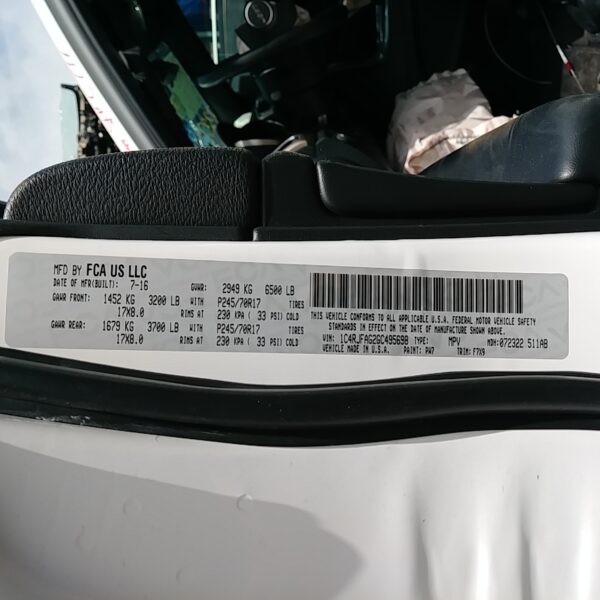 MFD BY FCA US LLC
DATE OF MFR(BUILT): 7-16 GVWR: 2949 KG 6500 LB
GAWR FRONT: 1452 KG 3200 LB WITH P245/70R17 TIRES
17X8.0 RIMS AT 230 KPA ( 33 PSI) COLD
GAWR REAR: 1679 KG 3700 LB WITH P245/70R17 TIRES
17X8.0 RIMS AT 230 KPA ( 33 PSI) COLD
THIS VEHICLE CONFORMS TO ALL APPLICABLE U.S.A. FEDERAL MOTOR VEHICLE SAFETY
STANDARDS IN EFFECT ON THE DATE OF MANUFACTURE SHOWN ABOVE.
VIN: 1C4RJFAG2GC495698 TYPE: MPV MDH: 072322 511AB
VEHICLE MADE IN U.S.A. PAINT: PW7 TRIM: F7X9